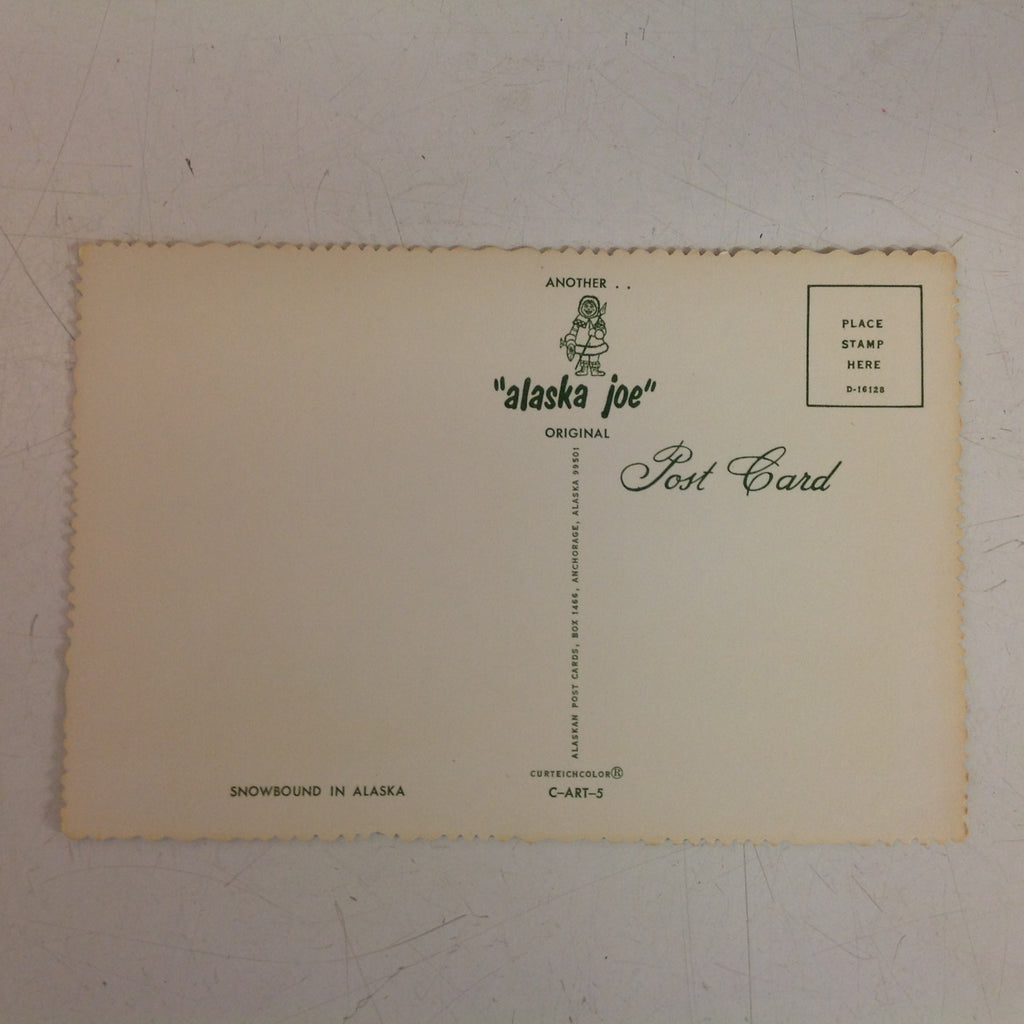 ANOTHER . .
"alaska joe"
ORIGINAL
PLACE
STAMP
HERE
D-16128
Post Card
ALASKAN POST CARDS, BOX 1466, ANCHORAGE, ALASKA 99501
CURTEICHCOLOR®
C-ART-5
SNOWBOUND IN ALASKA